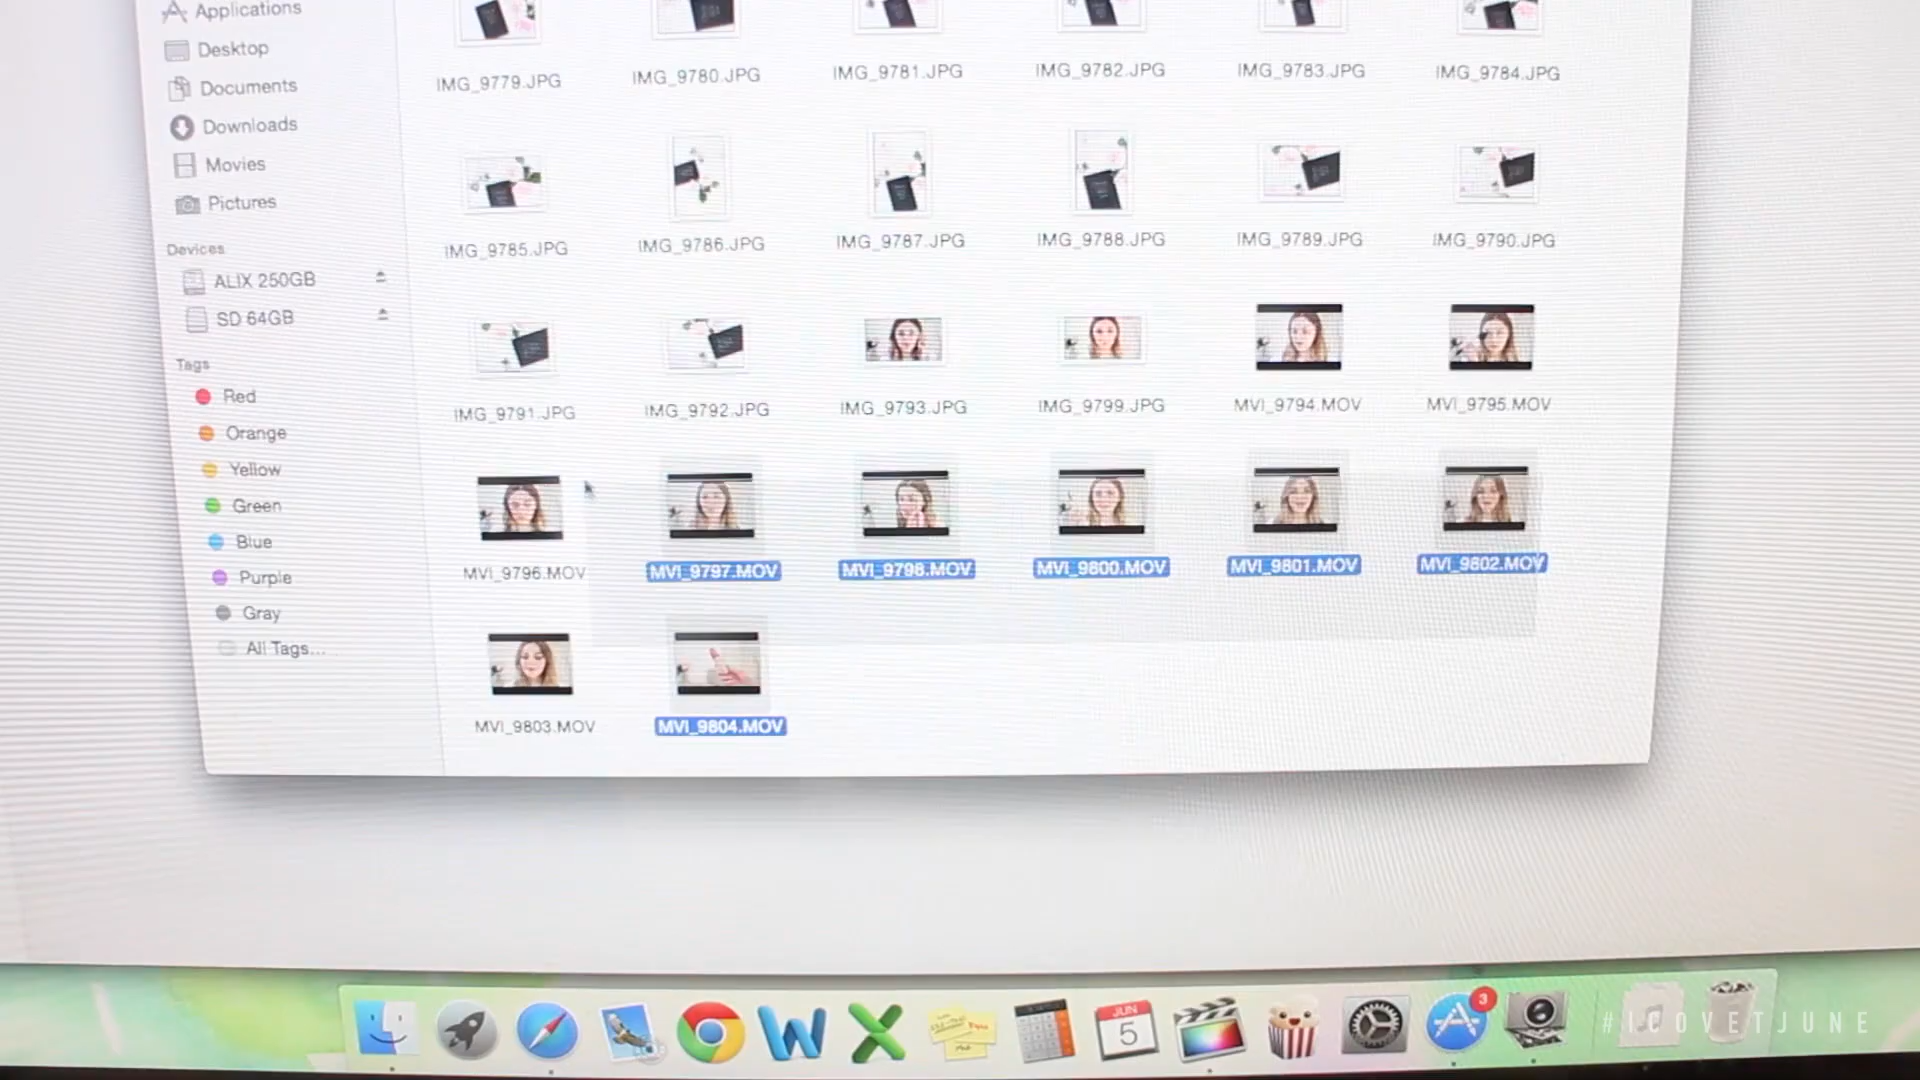 Applications
Desktop
Documents
Downloads
Movies
Pictures
Devices
ALIX 250GB
SD 64GB
Tags
Red
Orange
Yellow
Green
Blue
Purple
Gray
All Tags...
IMG_9779.JPG IMG_9780.JPG IMG_9781.JPG IMG_9782.JPG IMG_9783.JPG IMG_9784.JPG
IMG_9785.JPG IMG_9786.JPG IMG_9787.JPG IMG_9788.JPG IMG_9789.JPG IMG_9790.JPG
IMG_9791.JPG IMG_9792.JPG IMG_9793.JPG IMG_9799.JPG MVI_9794.MOV MVI_9795.MOV
MVI_9796.MOV MVI_9797.MOV MVI_9798.MOV MVI_9800.MOV MVI_9801.MOV MVI_9802.MOV
MVI_9803.MOV MVI_9804.MOV
W X JUN 3
5
#ICOVETJUNE